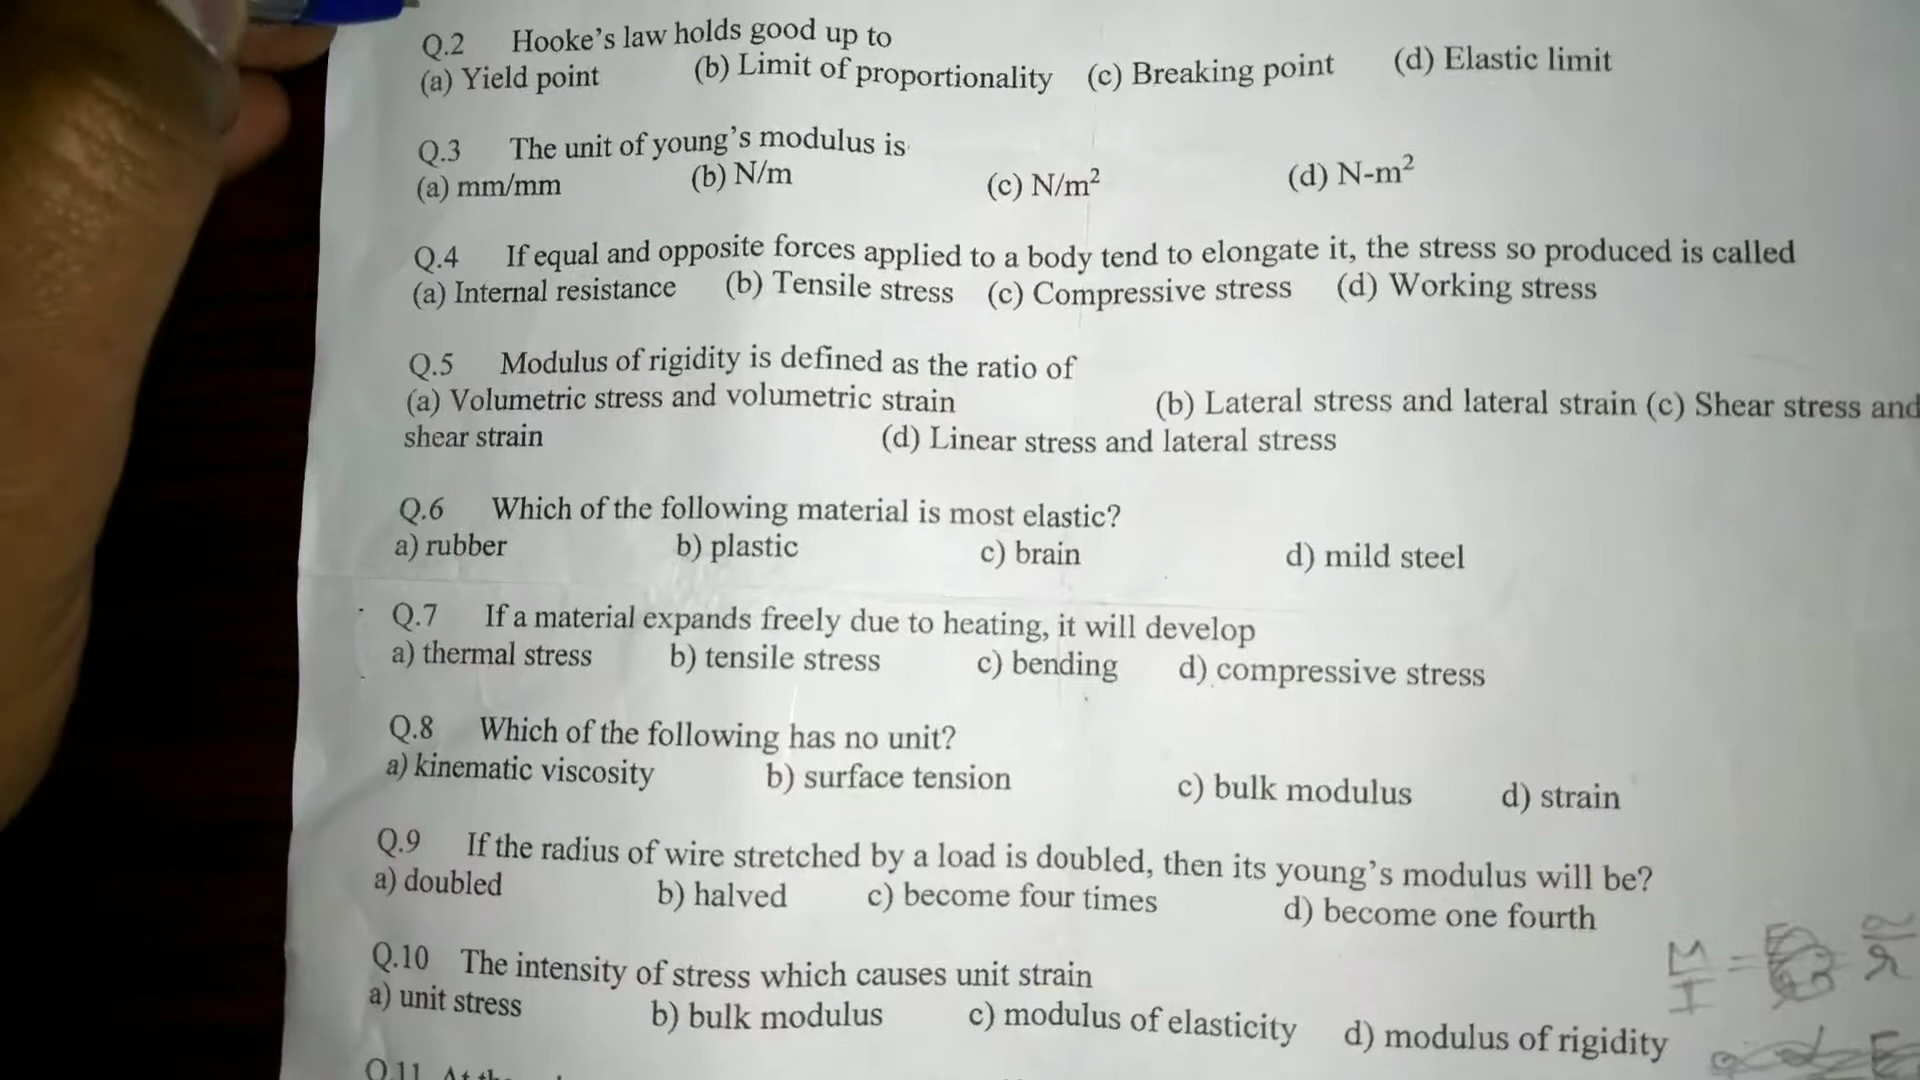 Q.2 Hooke's law holds good up to
(a) Yield point (b) Limit of proportionality (c) Breaking point (d) Elastic limit
Q.3 The unit of young's modulus is
(a) mm/mm (b) N/m (c) N/m² (d) N-m²
Q.4 If equal and opposite forces applied to a body tend to elongate it, the stress so produced is called
(a) Internal resistance (b) Tensile stress (c) Compressive stress (d) Working stress
Q.5 Modulus of rigidity is defined as the ratio of
(a) Volumetric stress and volumetric strain (b) Lateral stress and lateral strain (c) Shear stress and
shear strain (d) Linear stress and lateral stress
Q.6 Which of the following material is most elastic?
a) rubber b) plastic c) brain d) mild steel
Q.7 If a material expands freely due to heating, it will develop
a) thermal stress b) tensile stress c) bending d) compressive stress
Q.8 Which of the following has no unit?
a) kinematic viscosity b) surface tension c) bulk modulus d) strain
Q.9 If the radius of wire stretched by a load is doubled, then its young's modulus will be?
a) doubled b) halved c) become four times d) become one fourth
Q.10 The intensity of stress which causes unit strain
a) unit stress b) bulk modulus c) modulus of elasticity d) modulus of rigidity
Q.11 At the